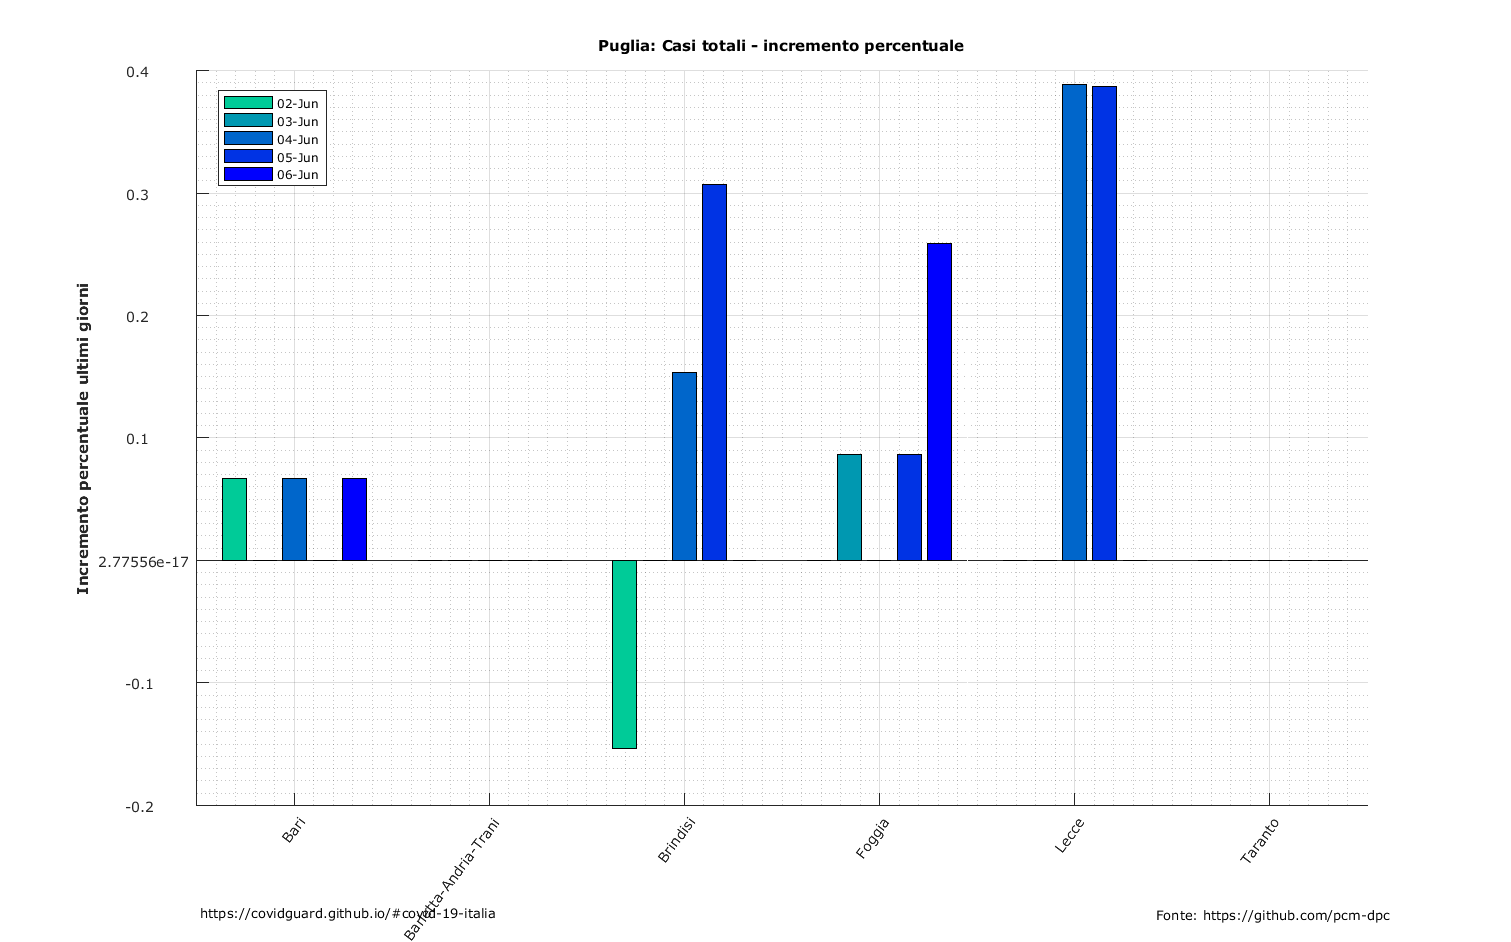 Puglia: Casi totali - incremento percentuale
0.4
0.3
0.2
0.1
2.77556e-17
-0.1
-0.2
Incremento percentuale ultimi giorni
02-Jun
03-Jun
04-Jun
05-Jun
06-Jun
Bari
Barletta-Andria-Trani
Brindisi
Foggia
Lecce
Taranto
https://covidguard.github.io/#covid-19-italia
Fonte: https://github.com/pcm-dpc